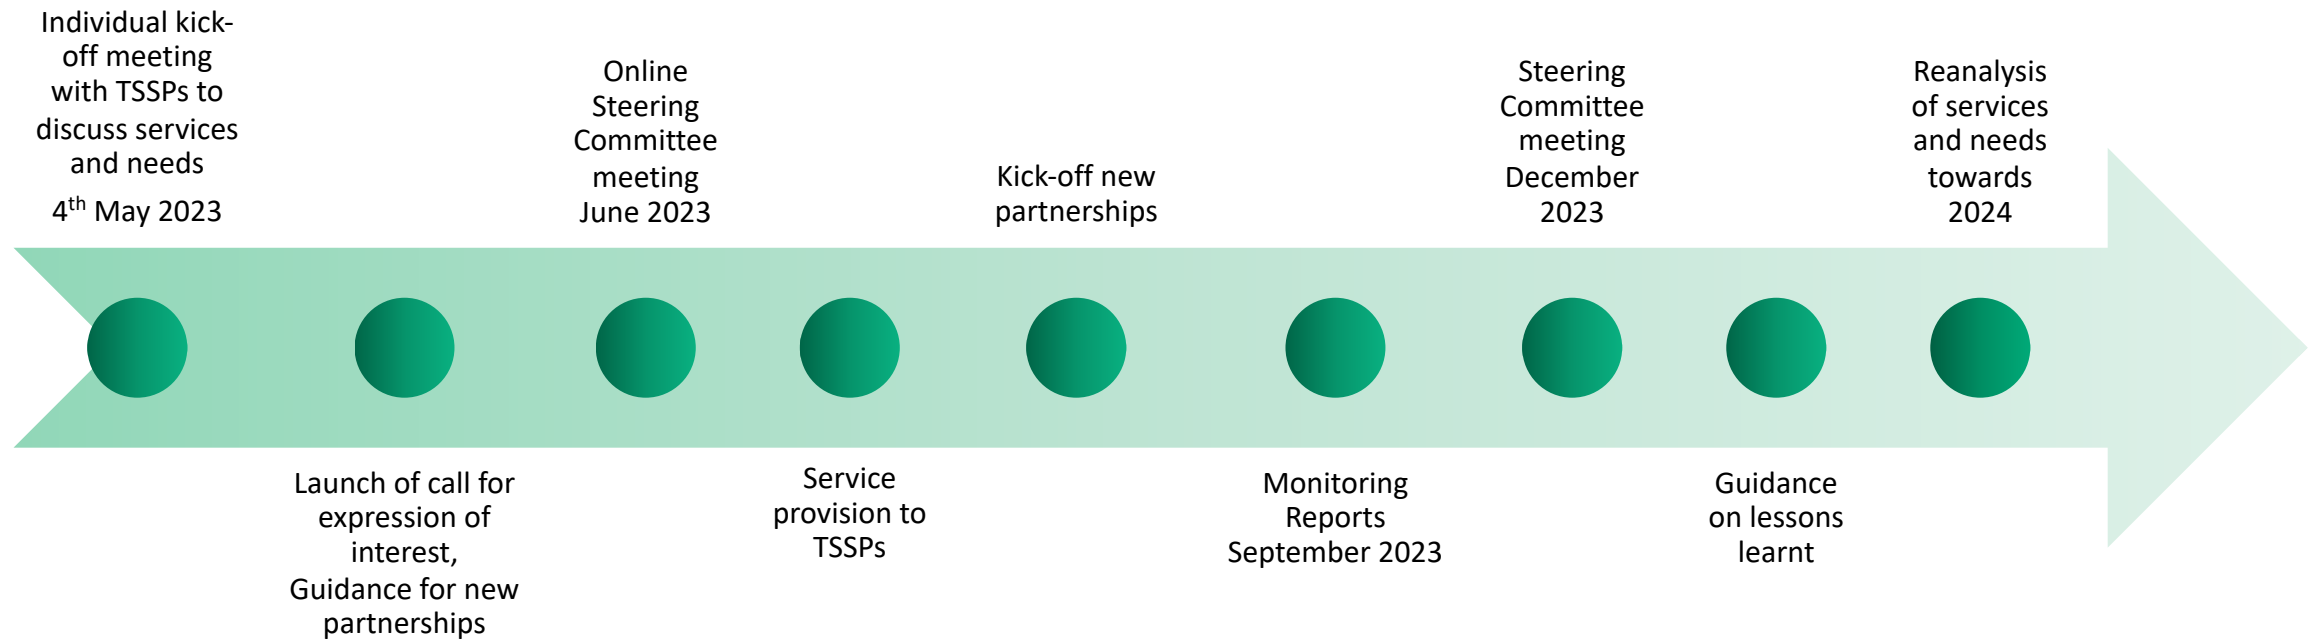 Individual kick-
off meeting
with TSSPs to
discuss services
and needs
4th May 2023
Launch of call for
expression of
interest,
Guidance for new
partnerships
Online
Steering
Committee
meeting
June 2023
Service
provision to
TSSPs
Kick-off new
partnerships
Monitoring
Reports
September 2023
Steering
Committee
meeting
December
2023
Guidance
on lessons
learnt
Reanalysis
of services
and needs
towards
2024